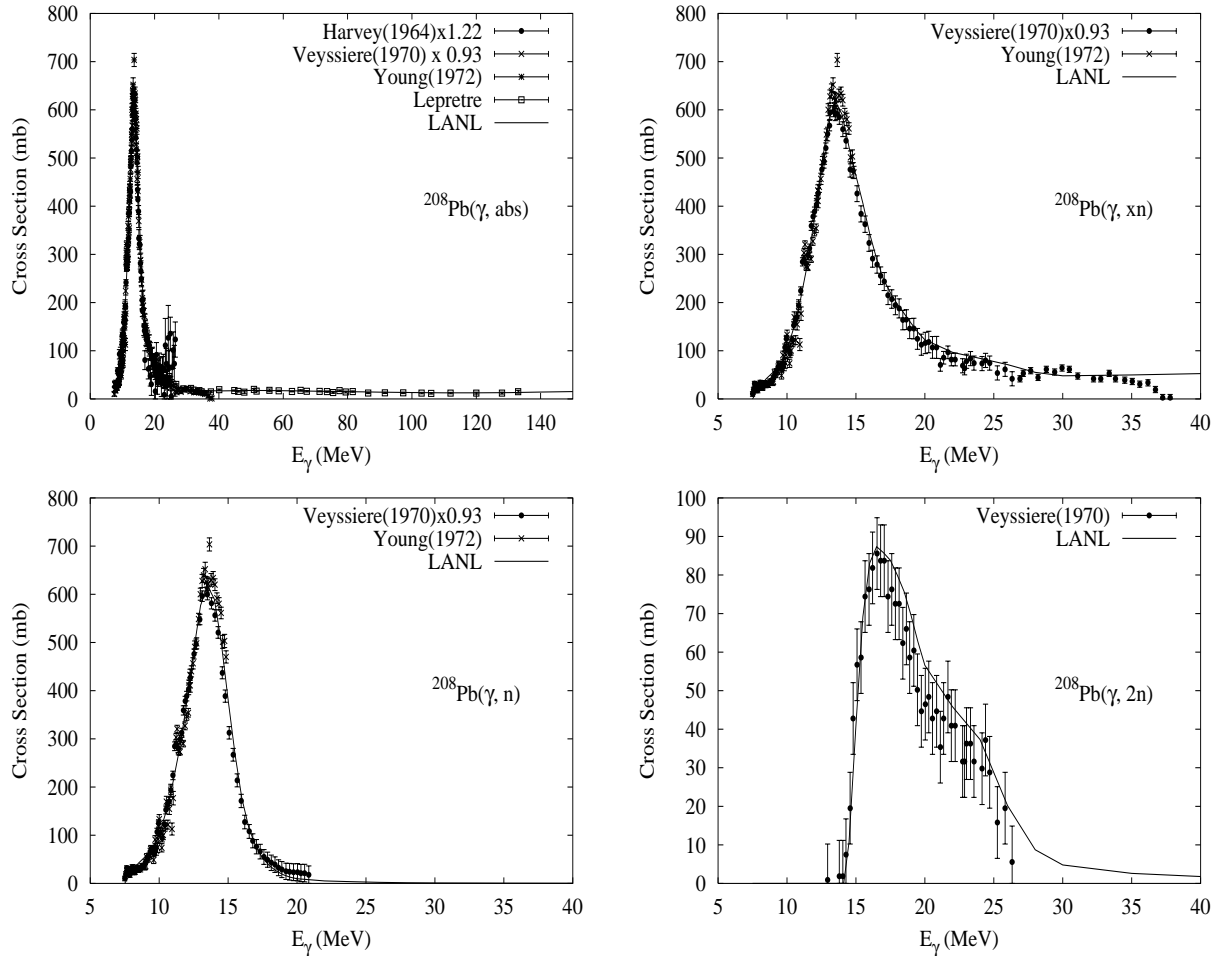 800
700
600
500
400
300
200
100
0
Cross Section (mb)
Harvey(1964)x1.22
Veyssiere(1970) x 0.93
Young(1972)
Lepretre
LANL
208Pb(γ, abs)
0 20 40 60 80 100 120 140
Eγ (MeV)
800
700
600
500
400
300
200
100
0
Cross Section (mb)
Veyssiere(1970)x0.93
Young(1972)
LANL
208Pb(γ, xn)
5 10 15 20 25 30 35 40
Eγ (MeV)
800
700
600
500
400
300
200
100
0
Cross Section (mb)
Veyssiere(1970)x0.93
Young(1972)
LANL
208Pb(γ, n)
5 10 15 20 25 30 35 40
Eγ (MeV)
100
90
80
70
60
50
40
30
20
10
0
Cross Section (mb)
Veyssiere(1970)
LANL
208Pb(γ, 2n)
5 10 15 20 25 30 35 40
Eγ (MeV)